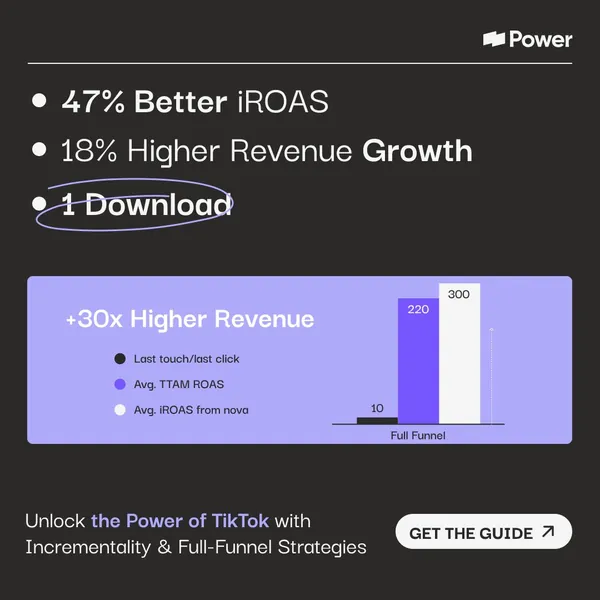 Power
47% Better iROAS
18% Higher Revenue Growth
1 Download
+30x Higher Revenue
Last touch/last click
Avg. TTAM ROAS
Avg. iROAS from nova
10
220
300
Full Funnel
Unlock the Power of TikTok with
Incrementality & Full-Funnel Strategies
GET THE GUIDE